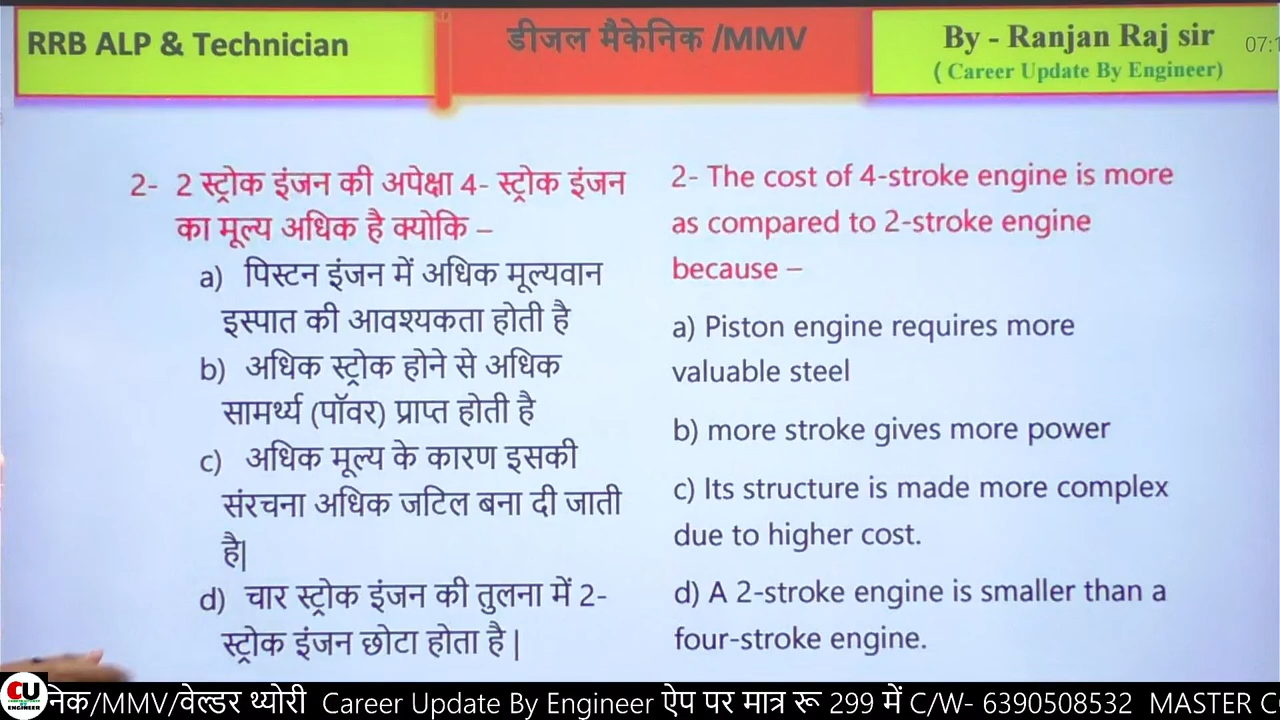 RRB ALP & Technician
डीजल मैकेनिक /MMV
By - Ranjan Raj sir
( Career Update By Engineer)
07:1
2- 2 स्ट्रोक इंजन की अपेक्षा 4- स्ट्रोक इंजन
का मूल्य अधिक है क्योकि –
a) पिस्टन इंजन में अधिक मूल्यवान
इस्पात की आवश्यकता होती है
b) अधिक स्ट्रोक होने से अधिक
सामर्थ्य (पॉवर) प्राप्त होती है
c) अधिक मूल्य के कारण इसकी
संरचना अधिक जटिल बना दी जाती
है|
d) चार स्ट्रोक इंजन की तुलना में 2-
स्ट्रोक इंजन छोटा होता है |
2- The cost of 4-stroke engine is more
as compared to 2-stroke engine
because –
a) Piston engine requires more
valuable steel
b) more stroke gives more power
c) Its structure is made more complex
due to higher cost.
d) A 2-stroke engine is smaller than a
four-stroke engine.
CU
ENGINEER
निक/MMV/वेल्डर थ्योरी Career Update By Engineer ऐप पर मात्र रू 299 में C/W- 6390508532 MASTER C